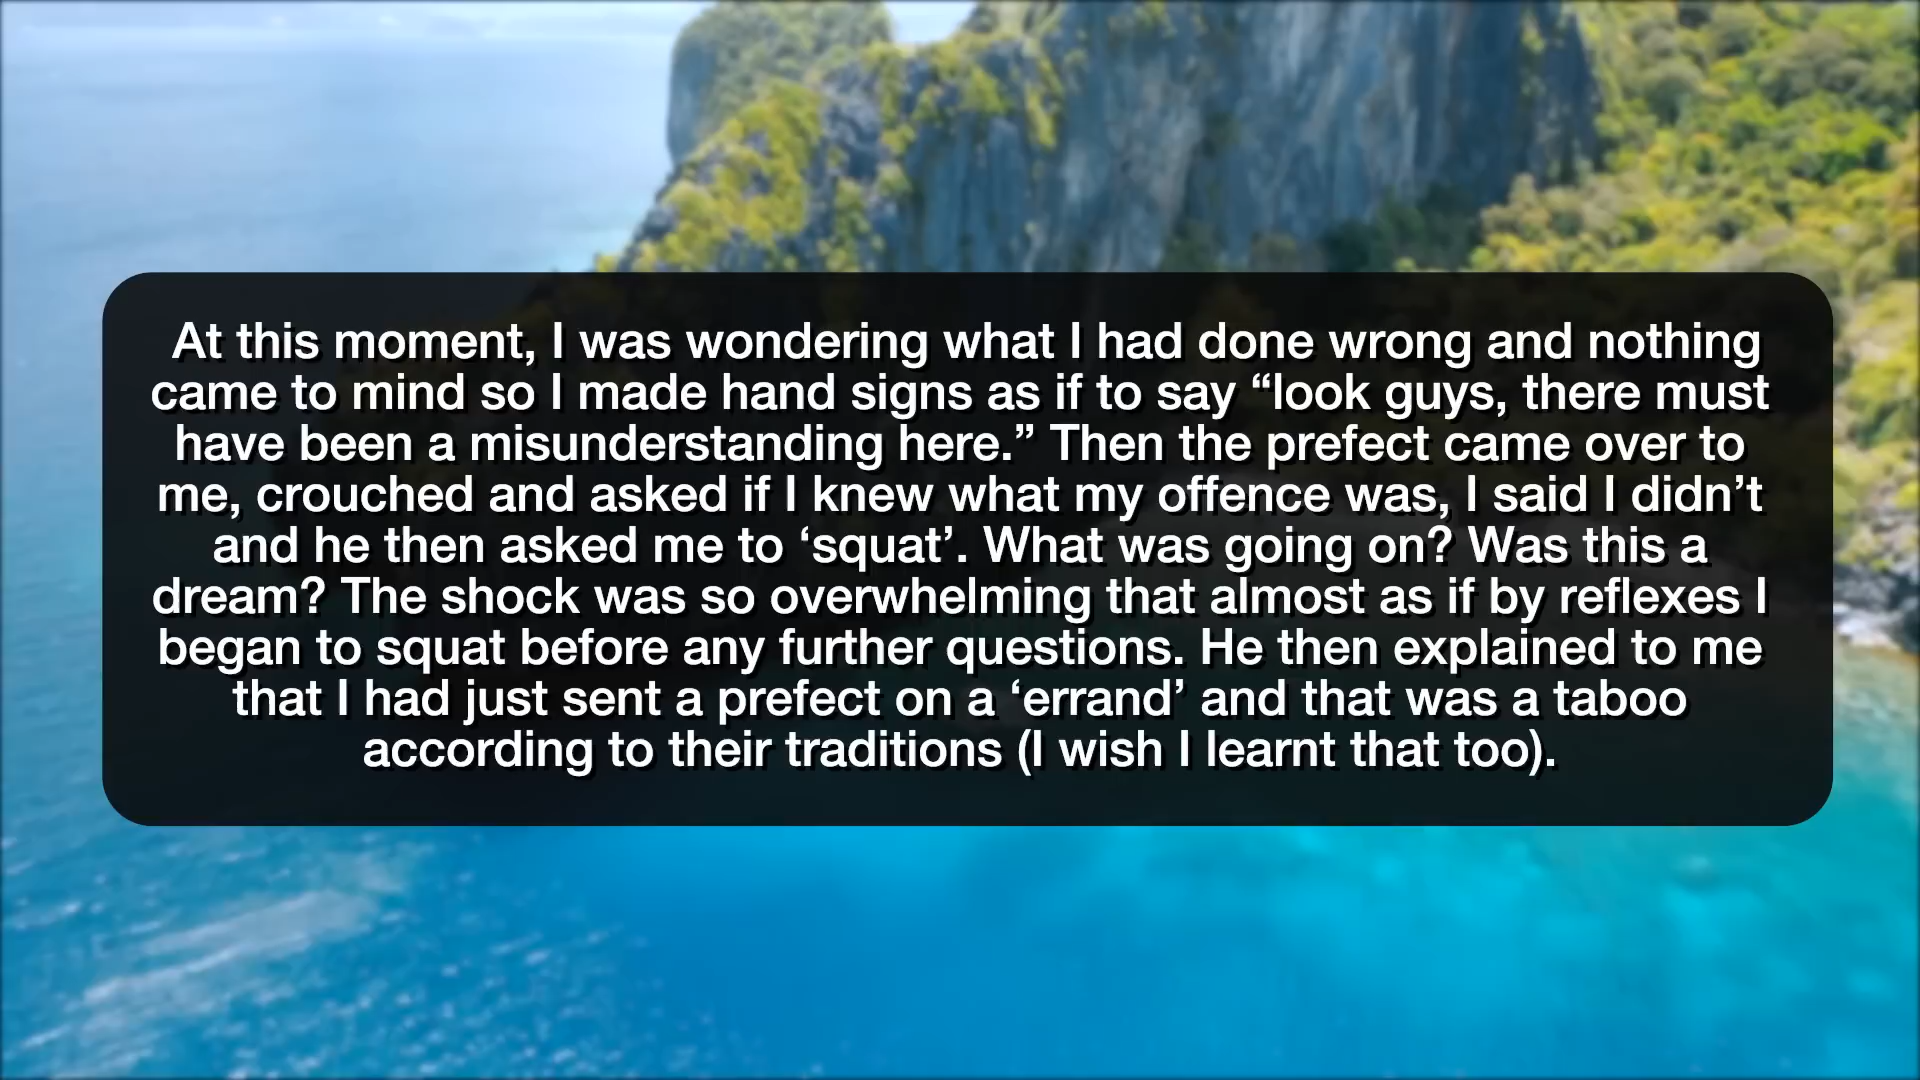 At this moment, I was wondering what I had done wrong and nothing
came to mind so I made hand signs as if to say “look guys, there must
have been a misunderstanding here.” Then the prefect came over to
me, crouched and asked if I knew what my offence was, I said I didn’t
and he then asked me to ‘squat’. What was going on? Was this a
dream? The shock was so overwhelming that almost as if by reflexes I
began to squat before any further questions. He then explained to me
that I had just sent a prefect on a ‘errand’ and that was a taboo
according to their traditions (I wish I learnt that too).